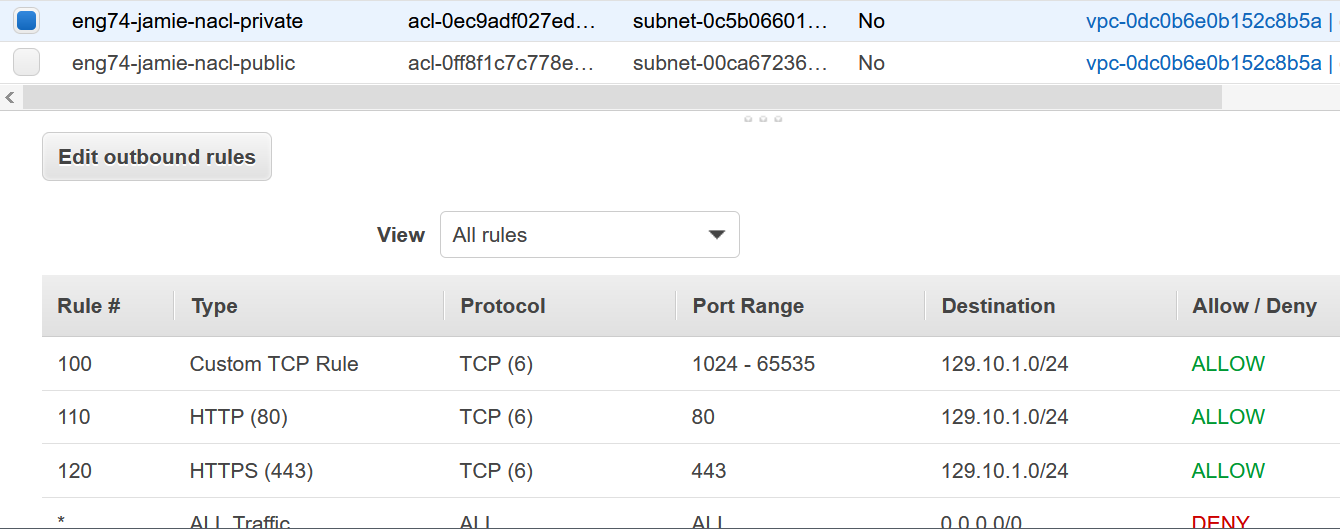 eng74-jamie-nacl-private acl-0ec9adf027ed… subnet-0c5b06601… No vpc-0dc0b6e0b152c8b5a |
eng74-jamie-nacl-public acl-0ff8f1c7c778e… subnet-00ca67236… No vpc-0dc0b6e0b152c8b5a |
Edit outbound rules
View All rules
Rule # Type Protocol Port Range Destination Allow / Deny
100 Custom TCP Rule TCP (6) 1024 - 65535 129.10.1.0/24 ALLOW
110 HTTP (80) TCP (6) 80 129.10.1.0/24 ALLOW
120 HTTPS (443) TCP (6) 443 129.10.1.0/24 ALLOW
* ALL Traffic ALL ALL 0.0.0.0/0 DENY